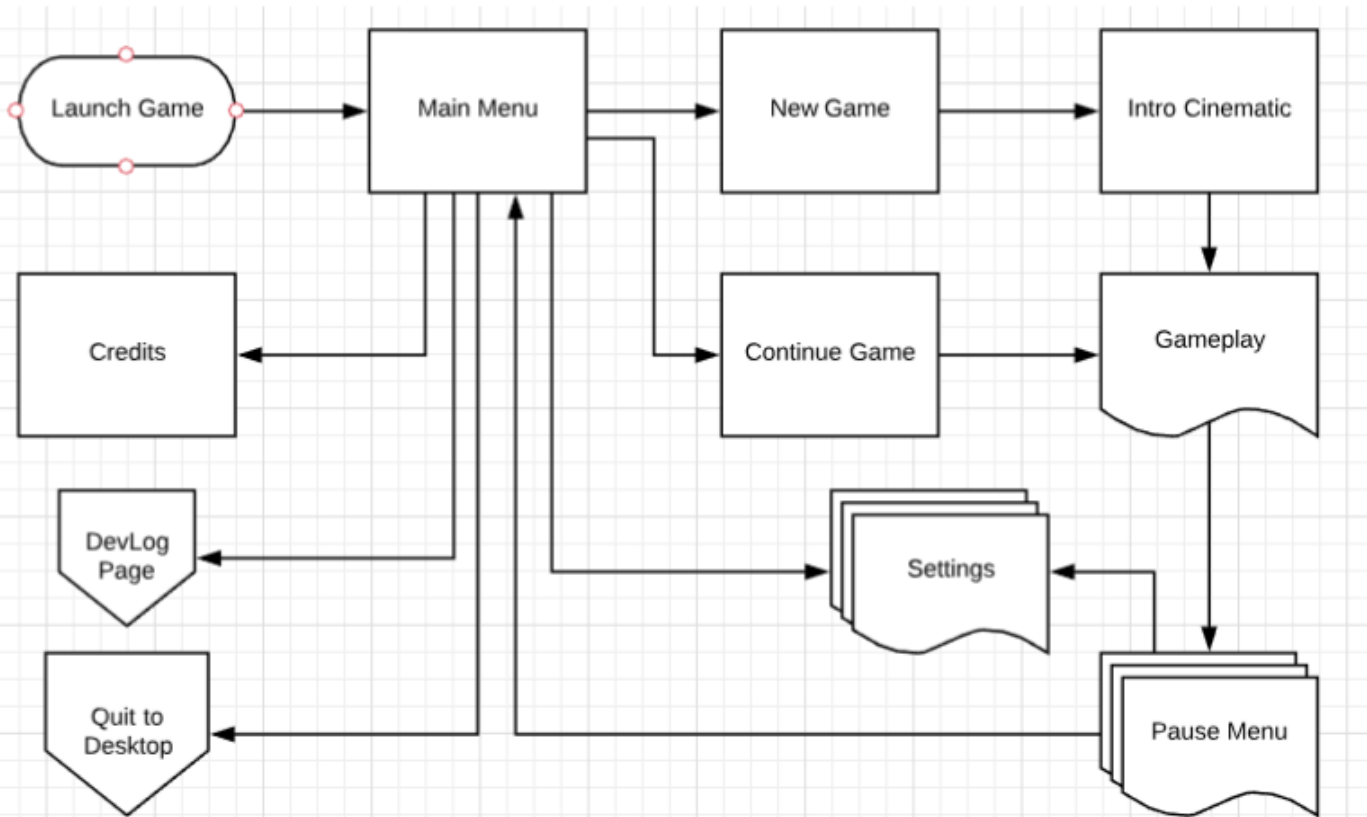 Launch Game
Main Menu
New Game
Intro Cinematic
Credits
Continue Game
Gameplay
DevLog
Page
Settings
Quit to
Desktop
Pause Menu